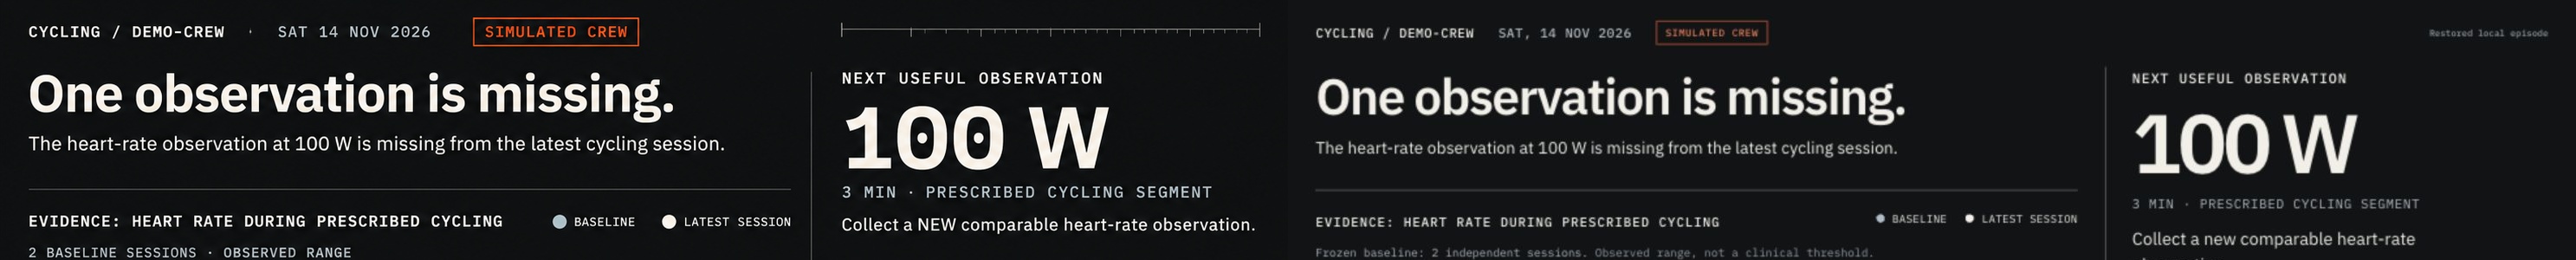 CYCLING / DEMO-CREW · SAT 14 NOV 2026 SIMULATED CREW
One observation is missing.
The heart-rate observation at 100 W is missing from the latest cycling session.
EVIDENCE: HEART RATE DURING PRESCRIBED CYCLING BASELINE LATEST SESSION
2 BASELINE SESSIONS · OBSERVED RANGE
NEXT USEFUL OBSERVATION
100 W
3 MIN · PRESCRIBED CYCLING SEGMENT
Collect a NEW comparable heart-rate observation.
CYCLING / DEMO-CREW SAT, 14 NOV 2026 SIMULATED CREW
Restored local episode
One observation is missing.
The heart-rate observation at 100 W is missing from the latest cycling session.
EVIDENCE: HEART RATE DURING PRESCRIBED CYCLING BASELINE LATEST SESSION
Frozen baseline: 2 independent sessions. Observed range, not a clinical threshold.
NEXT USEFUL OBSERVATION
100 W
3 MIN · PRESCRIBED CYCLING SEGMENT
Collect a new comparable heart-rate